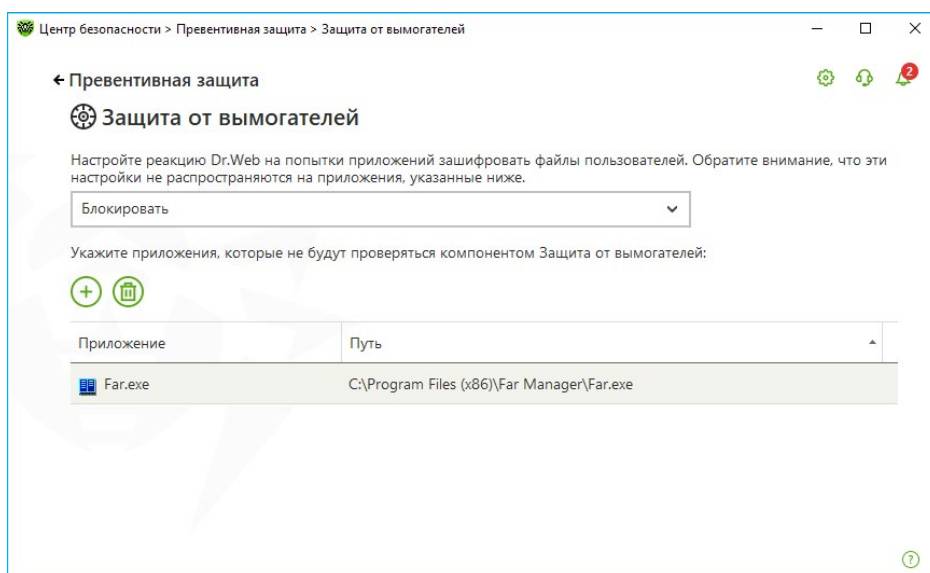 Центр безопасности > Превентивная защита > Защита от вымогателей
Превентивная защита
2
Защита от вымогателей
Настройте реакцию Dr.Web на попытки приложений зашифровать файлы пользователей. Обратите внимание, что эти
настройки не распространяются на приложения, указанные ниже.
Блокировать
Укажите приложения, которые не будут проверяться компонентом Защита от вымогателей:
Приложение Путь
Far.exe C:\Program Files (x86)\Far Manager\Far.exe
?